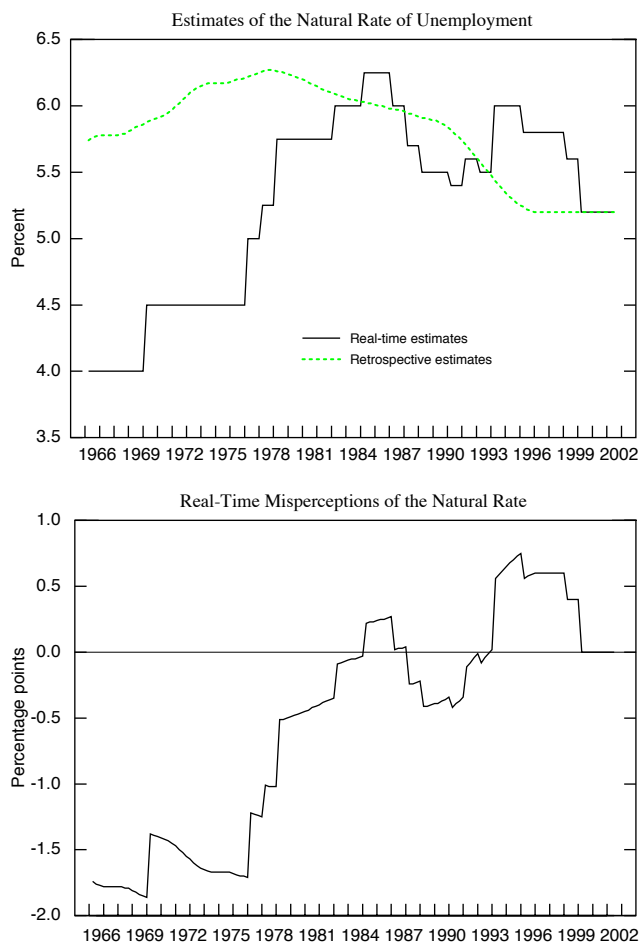 Estimates of the Natural Rate of Unemployment
6.5
6.0
5.5
5.0
4.5
4.0
3.5
Percent
Real-time estimates
Retrospective estimates
1966 1969 1972 1975 1978 1981 1984 1987 1990 1993 1996 1999 2002
Real-Time Misperceptions of the Natural Rate
1.0
0.5
0.0
-0.5
-1.0
-1.5
-2.0
Percentage points
1966 1969 1972 1975 1978 1981 1984 1987 1990 1993 1996 1999 2002